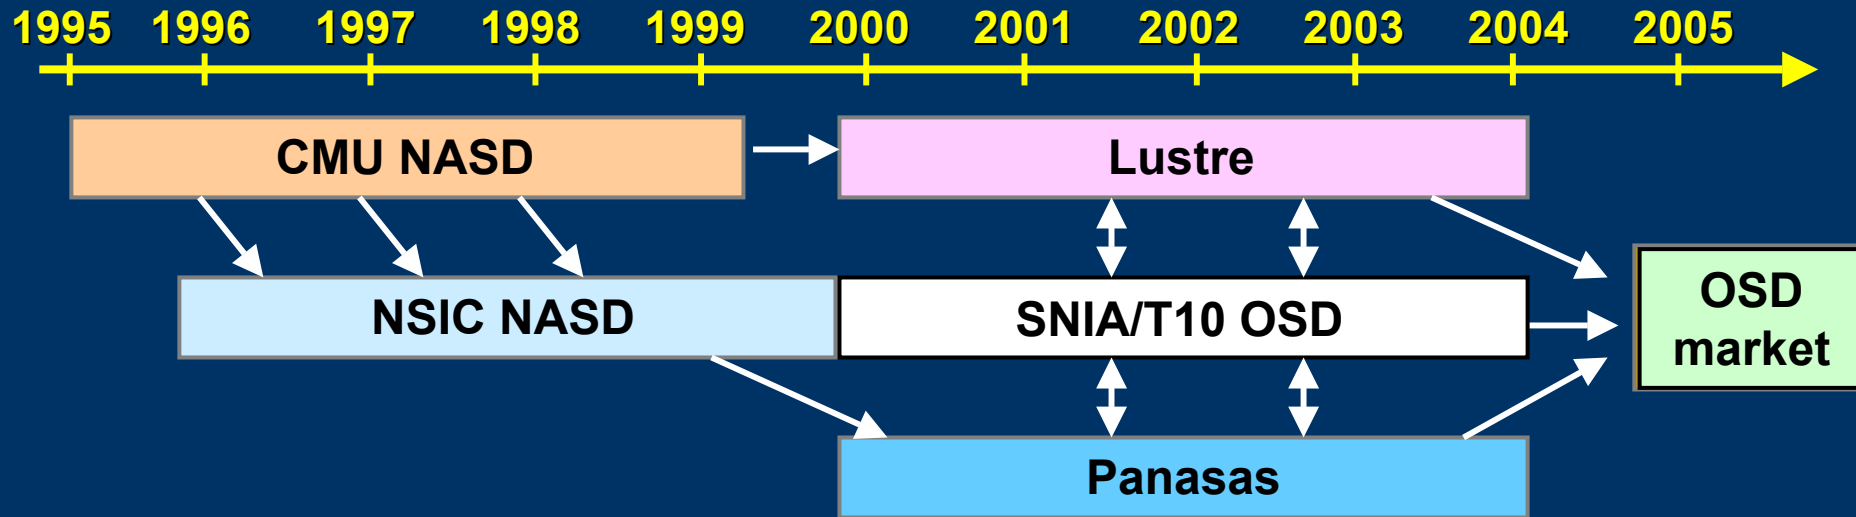 1995 1996 1997 1998 1999 2000 2001 2002 2003 2004 2005
CMU NASD
Lustre
NSIC NASD
SNIA/T10 OSD
OSD
market
Panasas